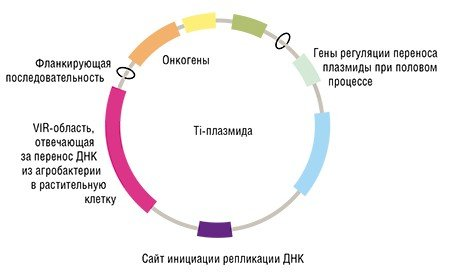 Фланкирующая
последовательность
Онкогены
Гены регуляции переноса
плазмиды при половом
процессе
VIR-область,
отвечающая
за перенос ДНК
из агробактерии
в растительную
клетку
Ti-плазмида
Сайт инициации репликации ДНК